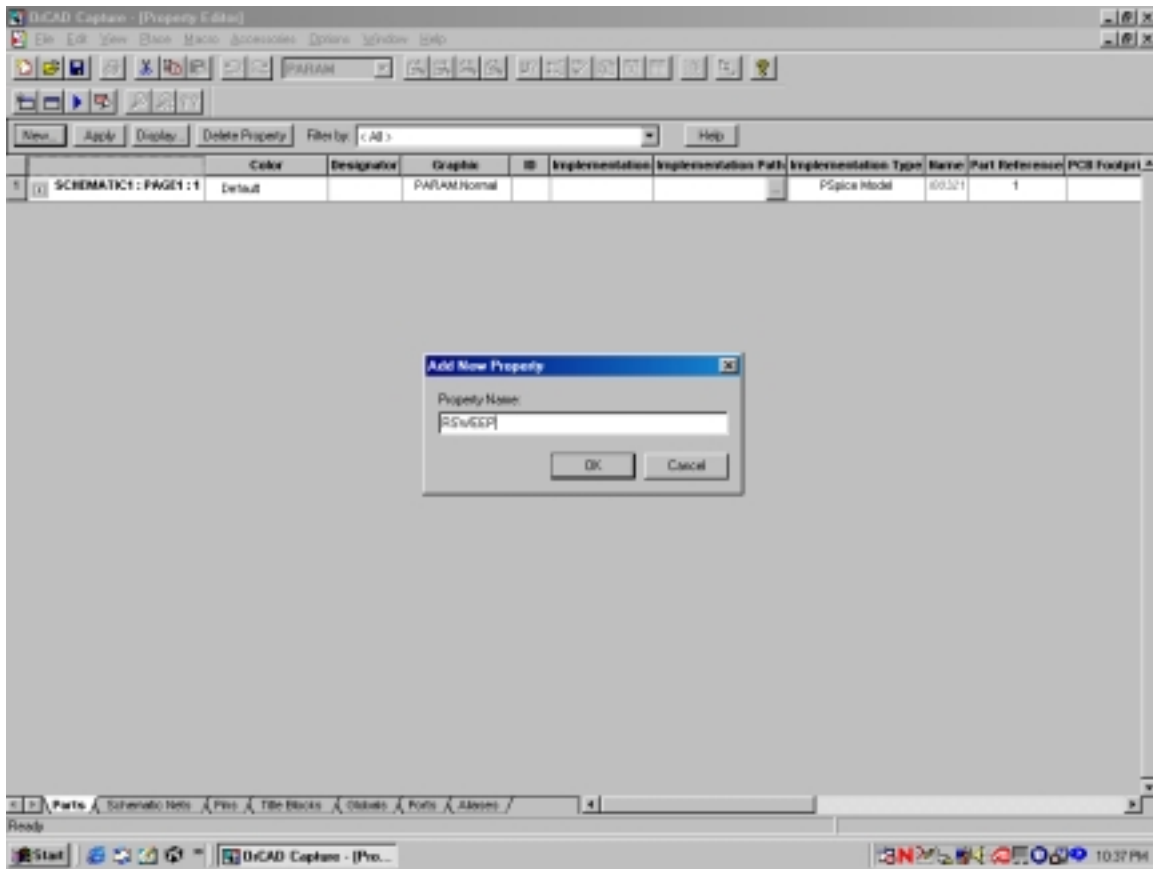 OrCAD Capture - [Property Editor]
File Edit View Place Macro Accessories Options Window Help
PARAM
New... Apply Display... Delete Property Filter by: < All > Help
Color Designator Graphic ID Implementation Implementation Path Implementation Type Name Part Reference PCB Footpri
1 SCHEMATIC1 : PAGE1 : 1 Default PARAM.Normal PSpice Model 1
Add New Property
Property Name:
RSWEEP
OK Cancel
Parts Schematic Nets Pins Title Blocks Globals Ports Aliases
Ready
Start OrCAD Capture - [Pro... 10:37 PM